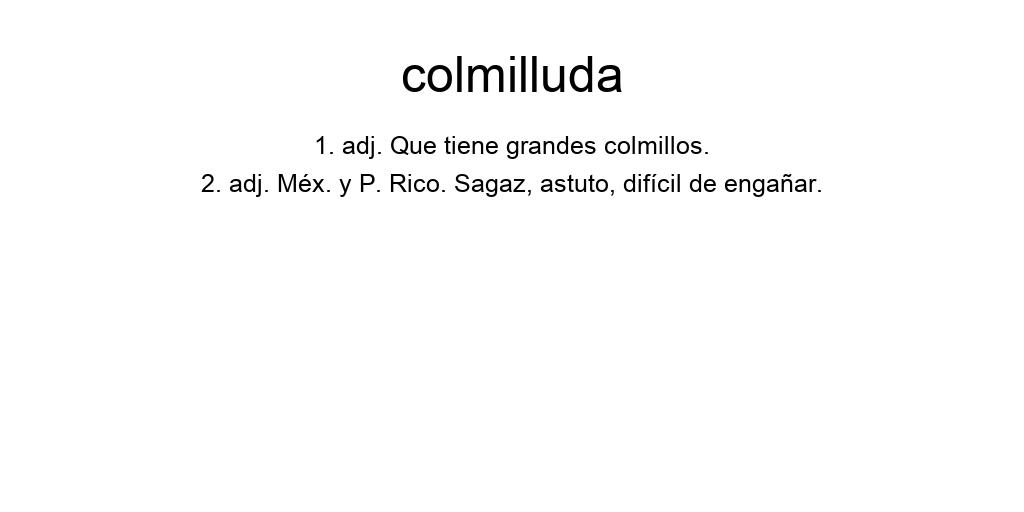 colmilluda
1. adj. Que tiene grandes colmillos.
2. adj. Méx. y P. Rico. Sagaz, astuto, difícil de engañar.